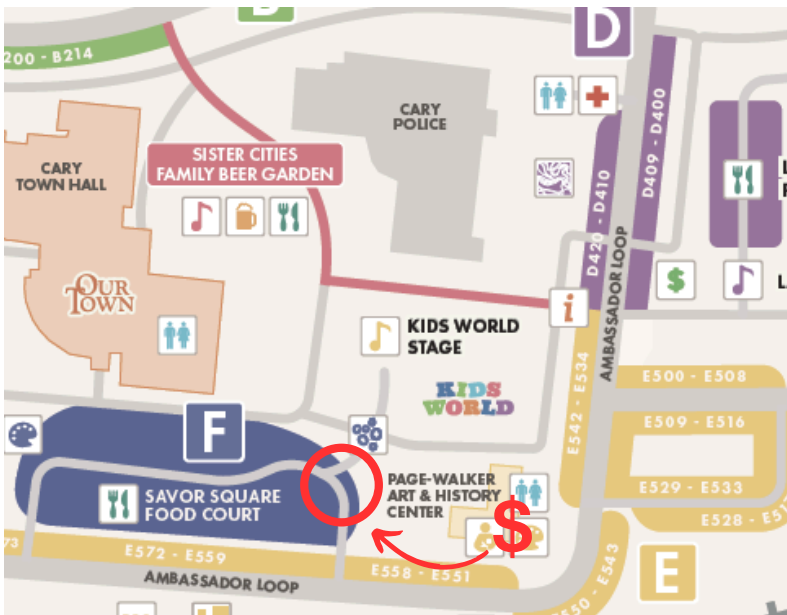 B
200 - B214
D
CARY
POLICE
D409 - D400
SISTER CITIES
FAMILY BEER GARDEN
CARY
TOWN HALL
D420 - D410
L
OUR
TOWN
i
$
L
AMBASSADOR LOOP
KIDS WORLD
STAGE
E542 - E534
E500 - E508
KIDS
WORLD
E509 - E516
F
PAGE-WALKER
ART & HISTORY
CENTER
E529 - E533
SAVOR SQUARE
FOOD COURT
$
E528 - E517
573
E572 - E559
E558 - E551
E
AMBASSADOR LOOP
E550 - E543